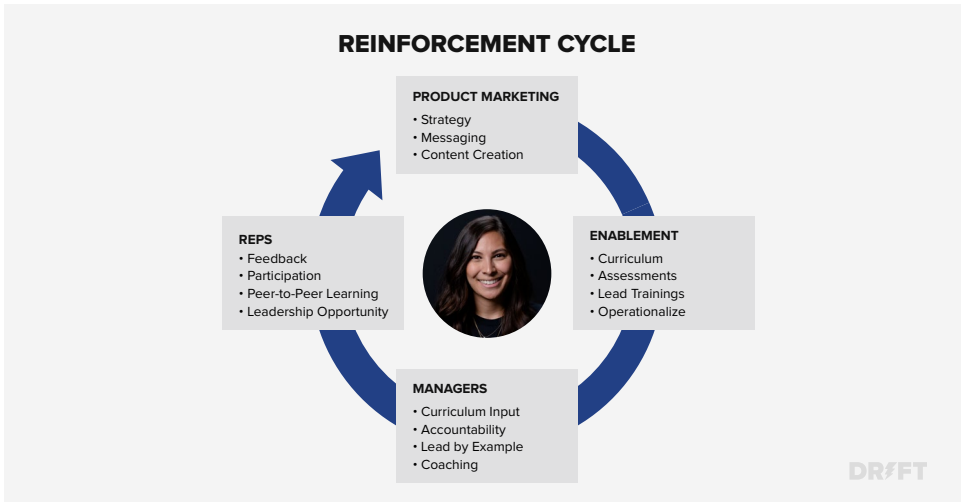 REINFORCEMENT CYCLE
PRODUCT MARKETING
• Strategy
• Messaging
• Content Creation
ENABLEMENT
• Curriculum
• Assessments
• Lead Trainings
• Operationalize
MANAGERS
• Curriculum Input
• Accountability
• Lead by Example
• Coaching
REPS
• Feedback
• Participation
• Peer-to-Peer Learning
• Leadership Opportunity
DRIFT